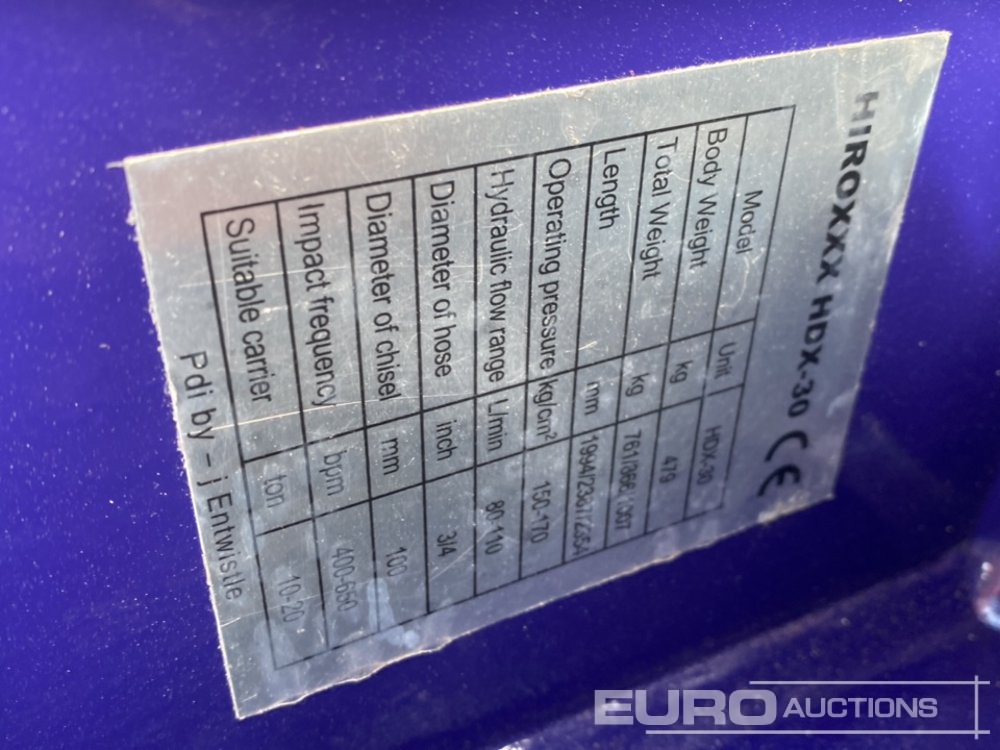 HIROXXX HDX-30 CE
Model Unit HDX-30
Body Weight kg 479
Total Weight kg
Length mm
Operating pressure kg/cm² 150-170
Hydraulic flow range L/min 80-110
Diameter of hose inch 3/4
Diameter of chisel mm 100
Impact frequency bpm 400-650
Suitable carrier ton 10-20
Pdi by - j Entwistle
EURO AUCTIONS